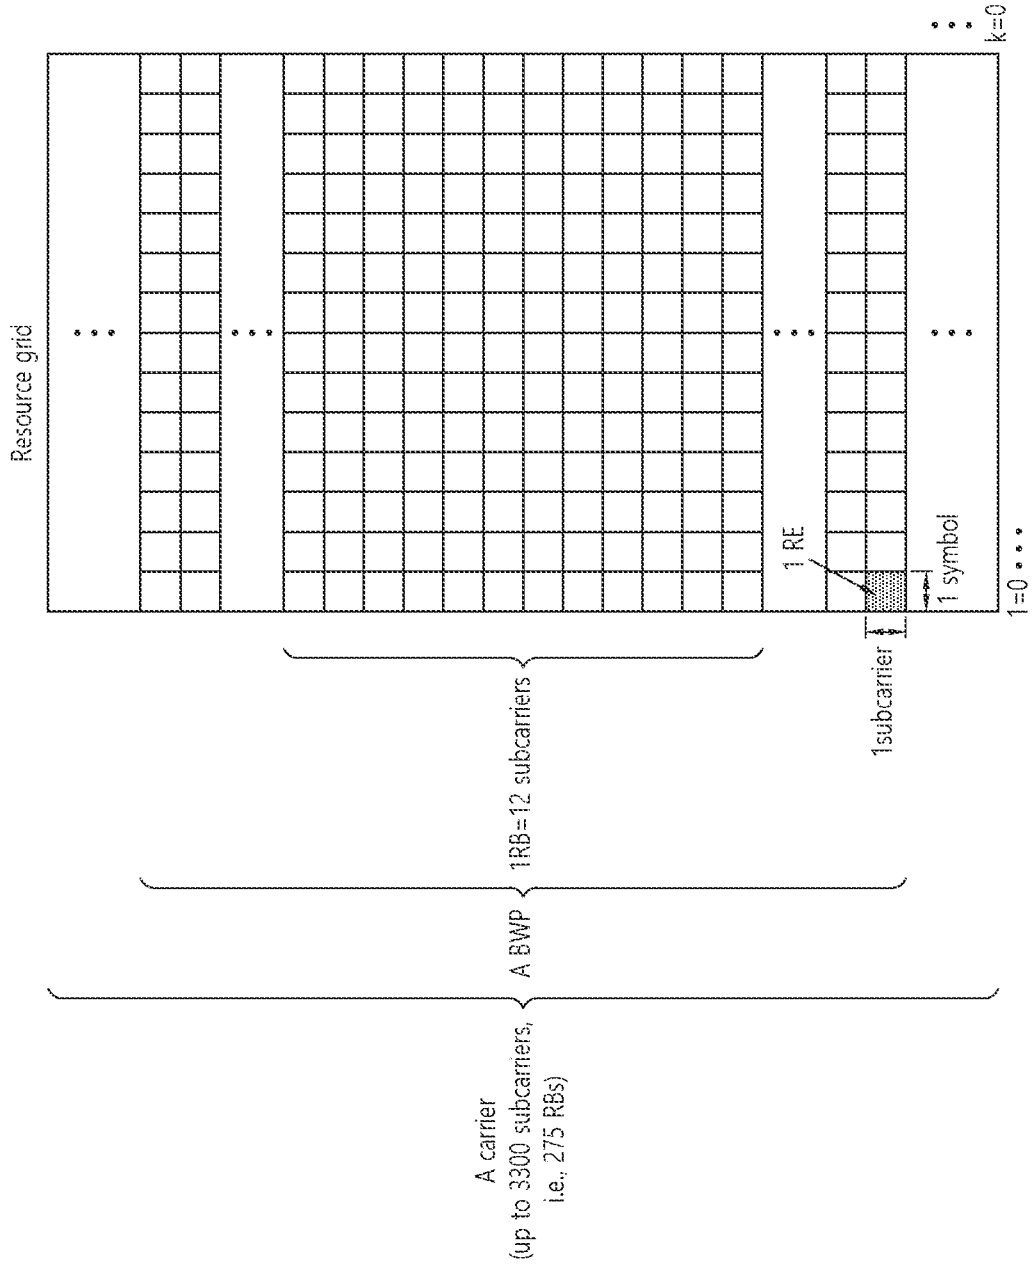 Resource grid
A carrier
(up to 3300 subcarriers,
i.e., 275 RBs)
A BWP
1RB=12 subcarriers
1 RE
1subcarrier
1 symbol
1=0
k=0